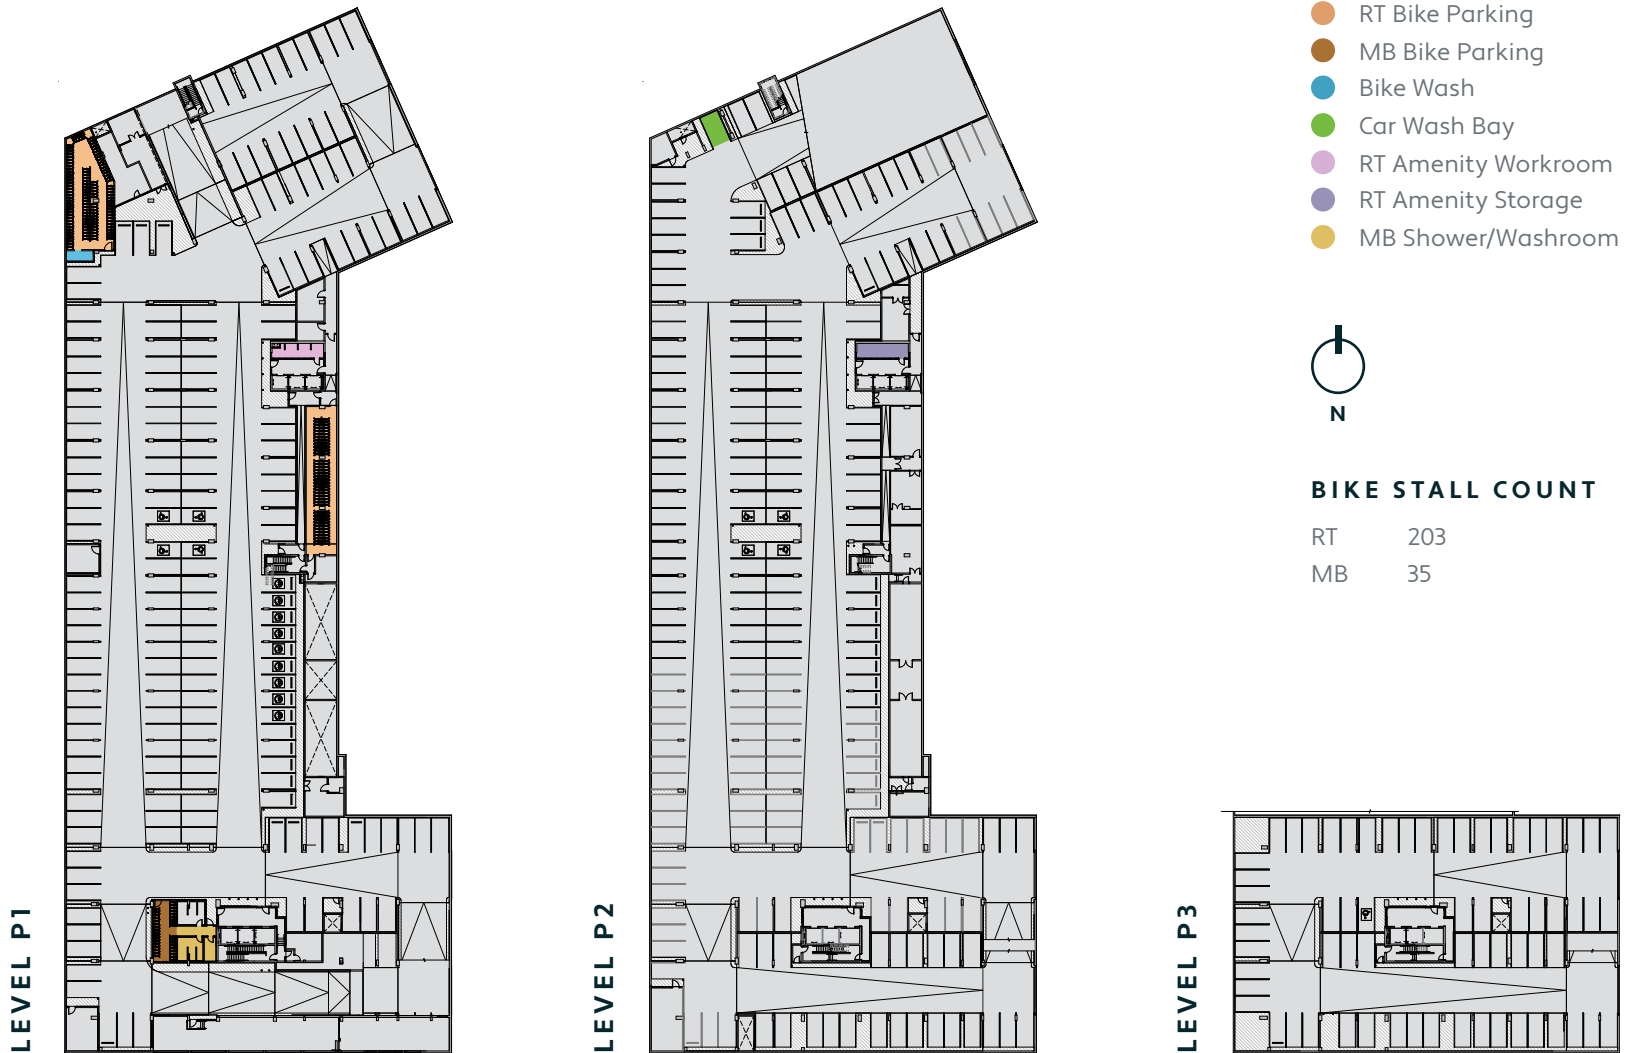 RT Bike Parking
MB Bike Parking
Bike Wash
Car Wash Bay
RT Amenity Workroom
RT Amenity Storage
MB Shower/Washroom
N
BIKE STALL COUNT
RT 203
MB 35
LEVEL P1
LEVEL P2
LEVEL P3